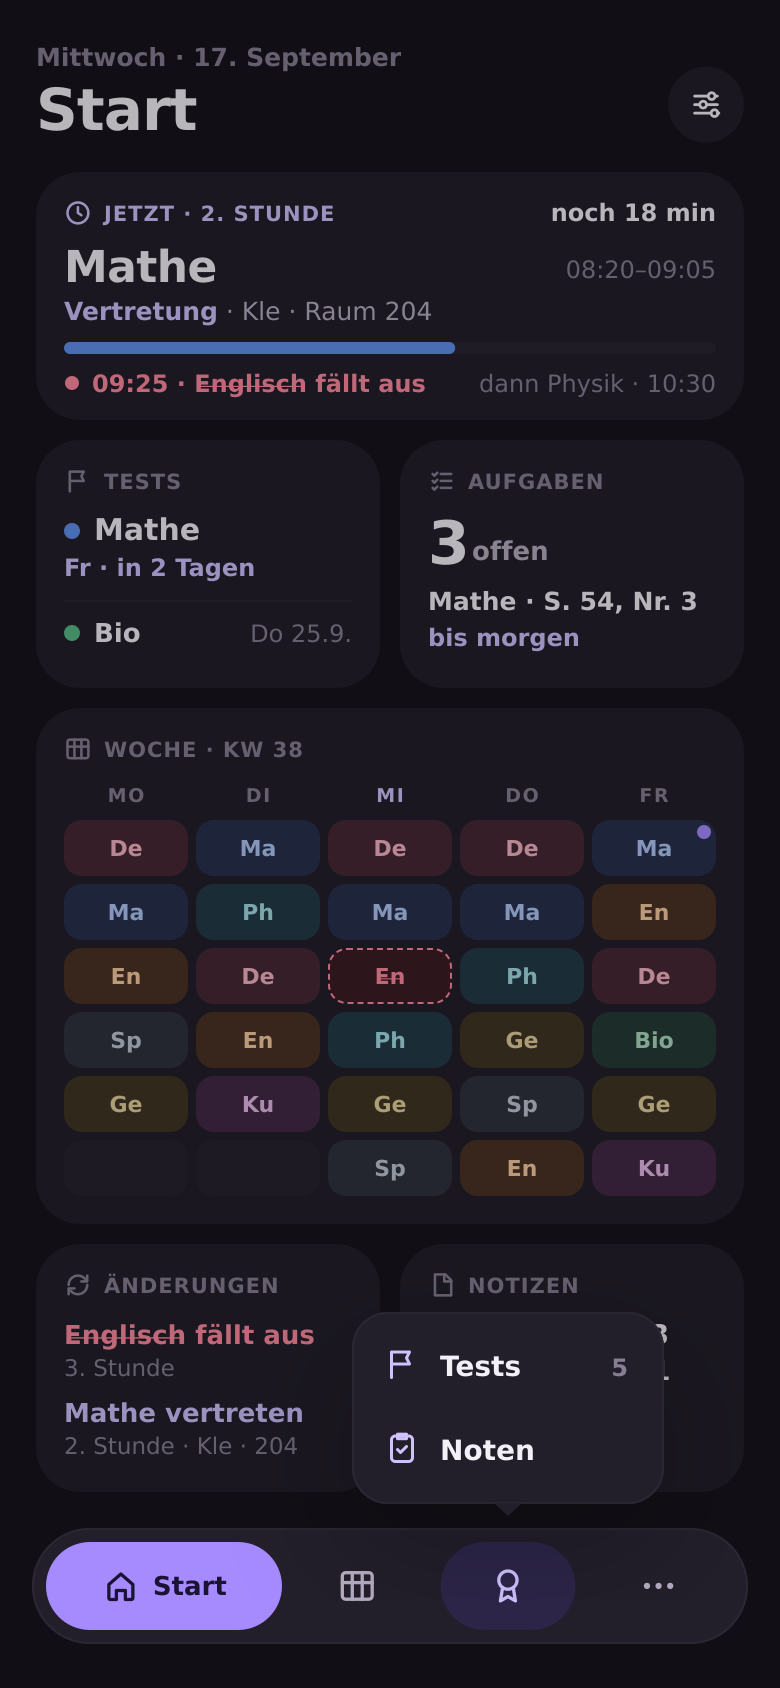 Mittwoch · 17. September
Start
JETZT · 2. STUNDE noch 18 min
Mathe 08:20–09:05
Vertretung · Kle · Raum 204
09:25 · Englisch fällt aus dann Physik · 10:30
TESTS
Mathe
Fr · in 2 Tagen
Bio Do 25.9.
AUFGABEN
3 offen
Mathe · S. 54, Nr. 3
bis morgen
WOCHE · KW 38
MO DI MI DO FR
De Ma De De Ma
Ma Ph Ma Ma En
En De En Ph De
Sp En Ph Ge Bio
Ge Ku Ge Sp Ge
Sp En Ku
ÄNDERUNGEN
Englisch fällt aus
3. Stunde
Mathe vertreten
2. Stunde · Kle · 204
NOTIZEN
Tests 5
Noten
Start